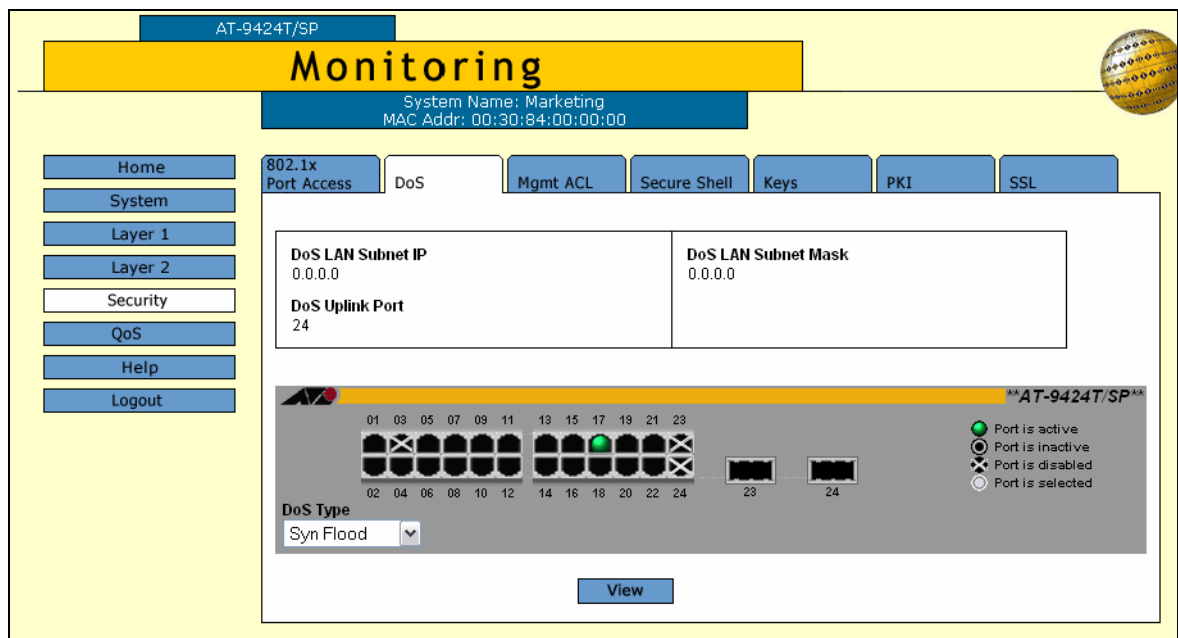 AT-9424T/SP
Monitoring
System Name: Marketing
MAC Addr: 00:30:84:00:00:00
Home
System
Layer 1
Layer 2
Security
QoS
Help
Logout
802.1x
Port Access
DoS
Mgmt ACL
Secure Shell
Keys
PKI
SSL
DoS LAN Subnet IP
0.0.0.0
DoS LAN Subnet Mask
0.0.0.0
DoS Uplink Port
24
**AT-9424T/SP**
01 03 05 07 09 11 13 15 17 19 21 23
02 04 06 08 10 12 14 16 18 20 22 24
23
24
Port is active
Port is inactive
Port is disabled
Port is selected
DoS Type
Syn Flood
View